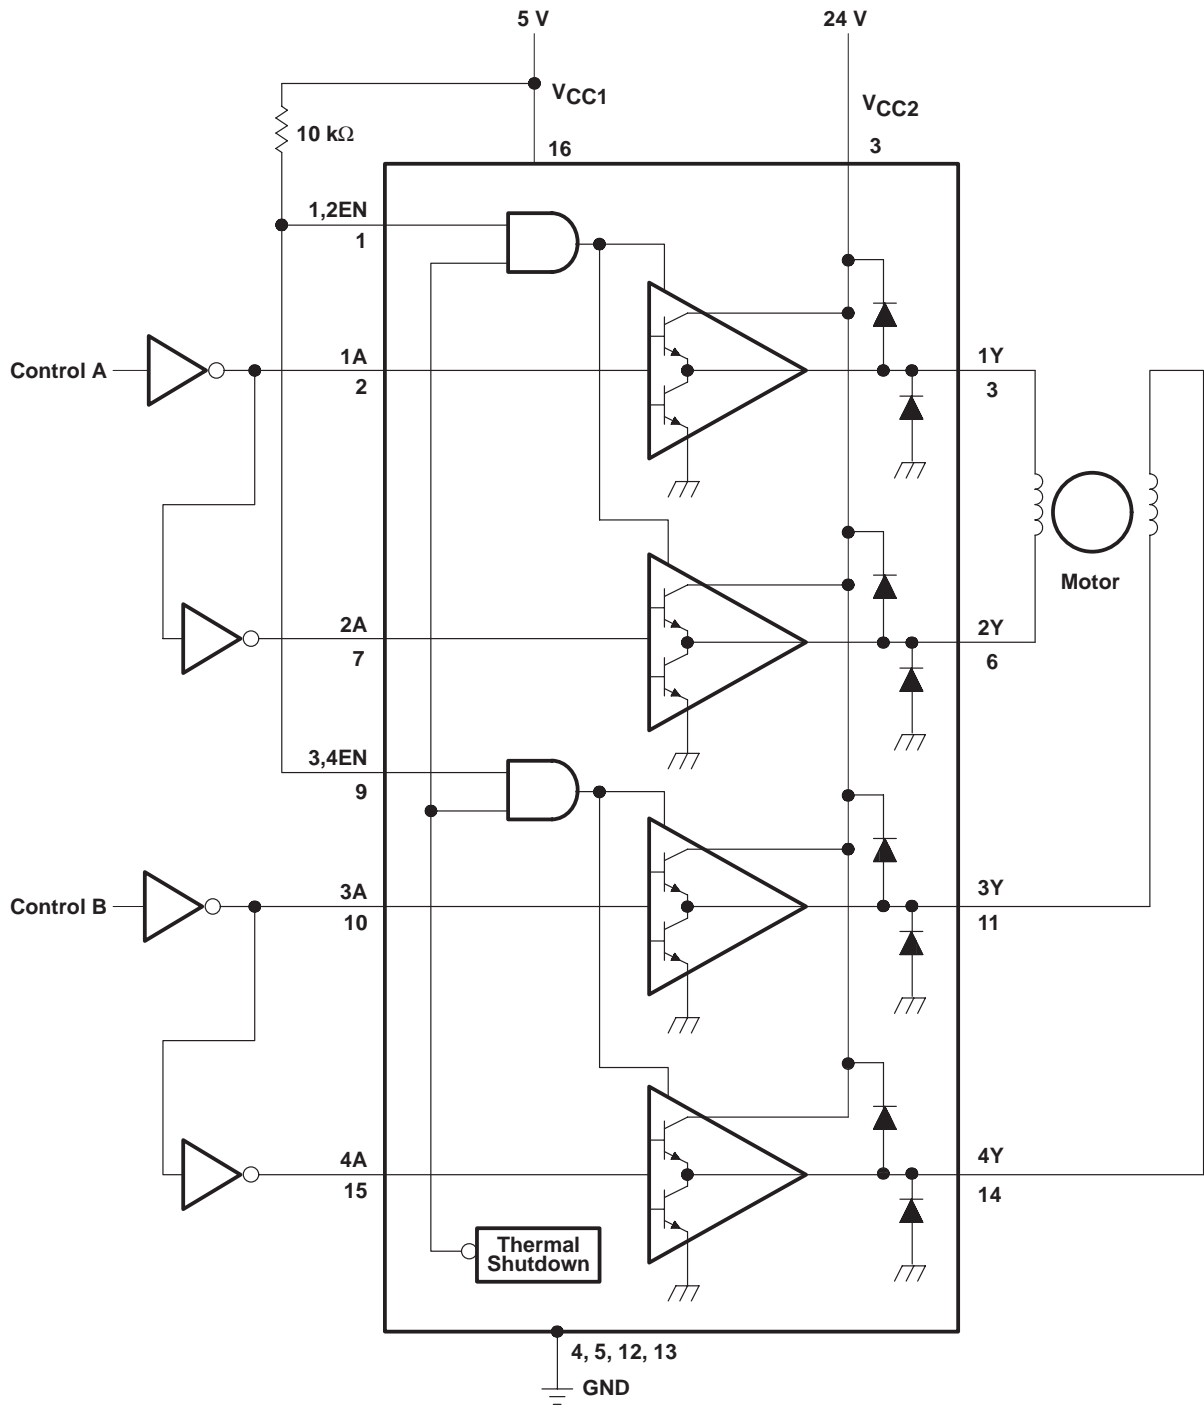 5 V
24 V
VCC1
VCC2
10 kΩ
16
3
1,2EN
1
Control A
1A
2
1Y
3
Motor
2A
7
2Y
6
3,4EN
9
Control B
3A
10
3Y
11
4A
15
4Y
14
Thermal
Shutdown
4, 5, 12, 13
GND